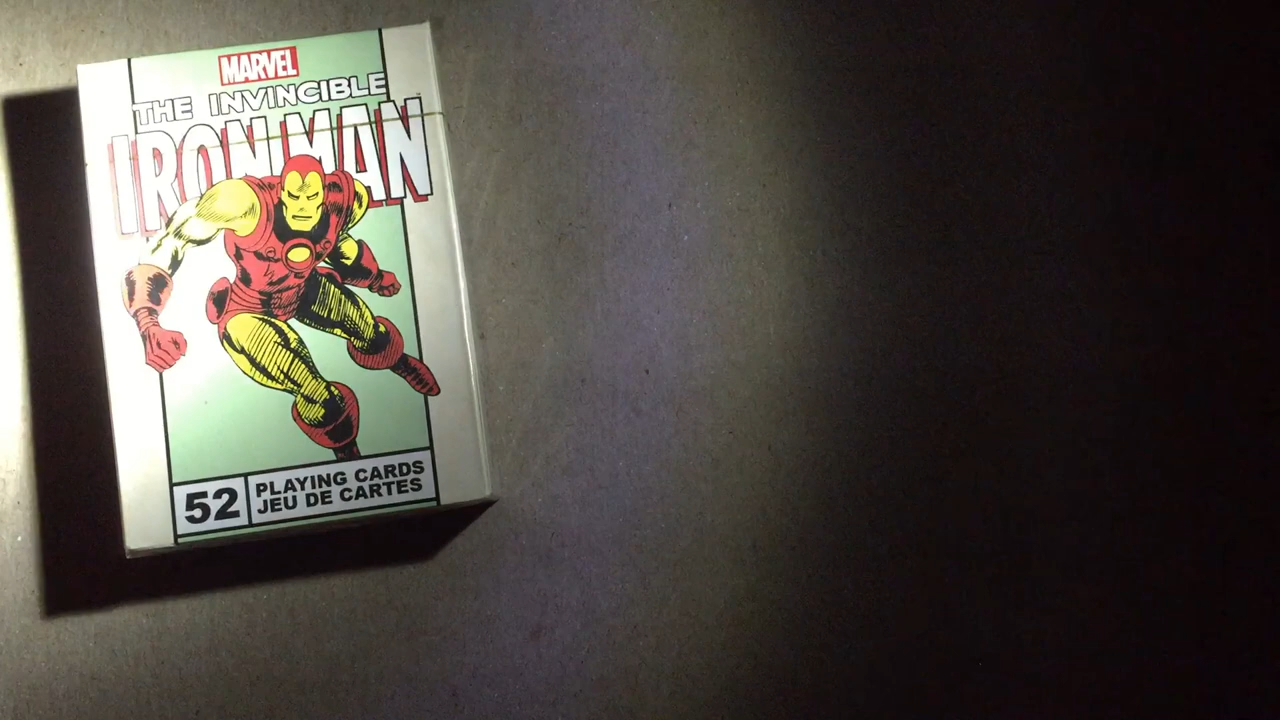 MARVEL
THE INVINCIBLE
IRON MAN
52
PLAYING CARDS
JEU DE CARTES